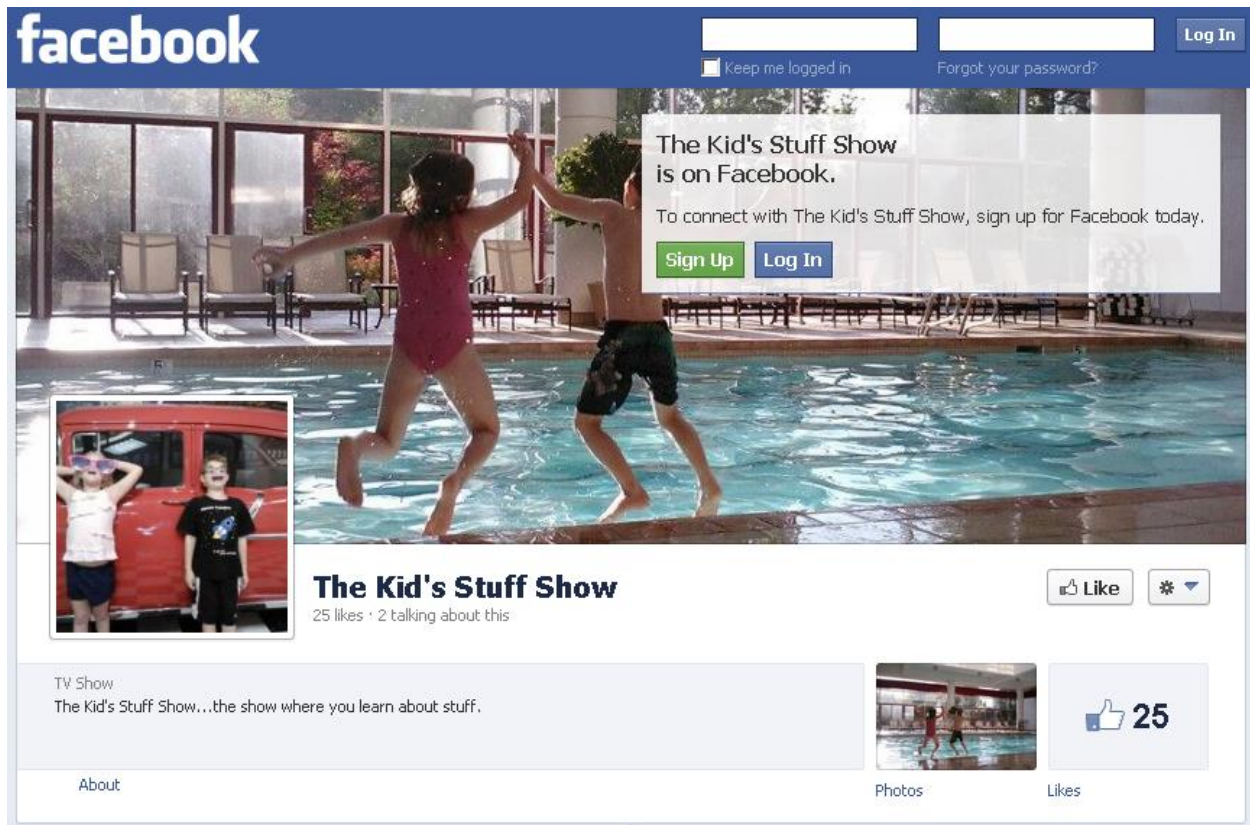 facebook
Log In
Keep me logged in
Forgot your password?
The Kid's Stuff Show
is on Facebook.
To connect with The Kid's Stuff Show, sign up for Facebook today.
Sign Up
Log In
The Kid's Stuff Show
25 likes · 2 talking about this
Like
TV Show
The Kid's Stuff Show...the show where you learn about stuff.
25
About
Photos
Likes